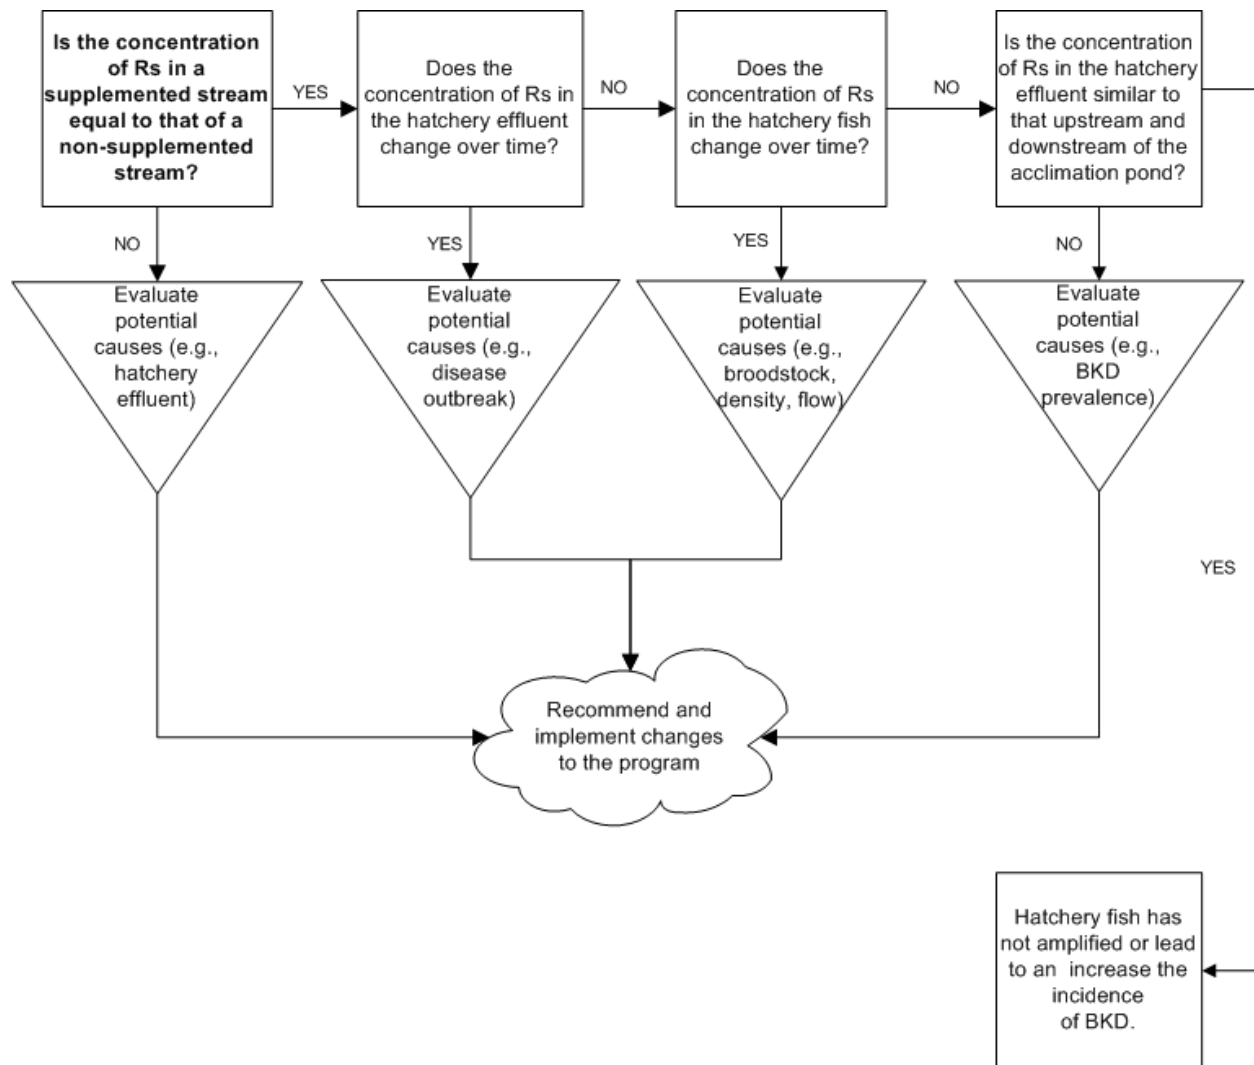 Is the concentration
of Rs in a
supplemented stream
equal to that of a
non-supplemented
stream?
YES
Does the
concentration of Rs in
the hatchery effluent
change over time?
NO
Does the
concentration of Rs
in the hatchery fish
change over time?
NO
Is the concentration
of Rs in the hatchery
effluent similar to
that upstream and
downstream of the
acclimation pond?
NO
YES
YES
NO
Evaluate
potential
causes (e.g.,
hatchery
effluent)
Evaluate
potential
causes (e.g.,
disease
outbreak)
Evaluate
potential
causes (e.g.,
broodstock,
density, flow)
Evaluate
potential
causes (e.g.,
BKD
prevalence)
YES
Recommend and
implement changes
to the program
Hatchery fish has
not amplified or lead
to an increase the
incidence
of BKD.